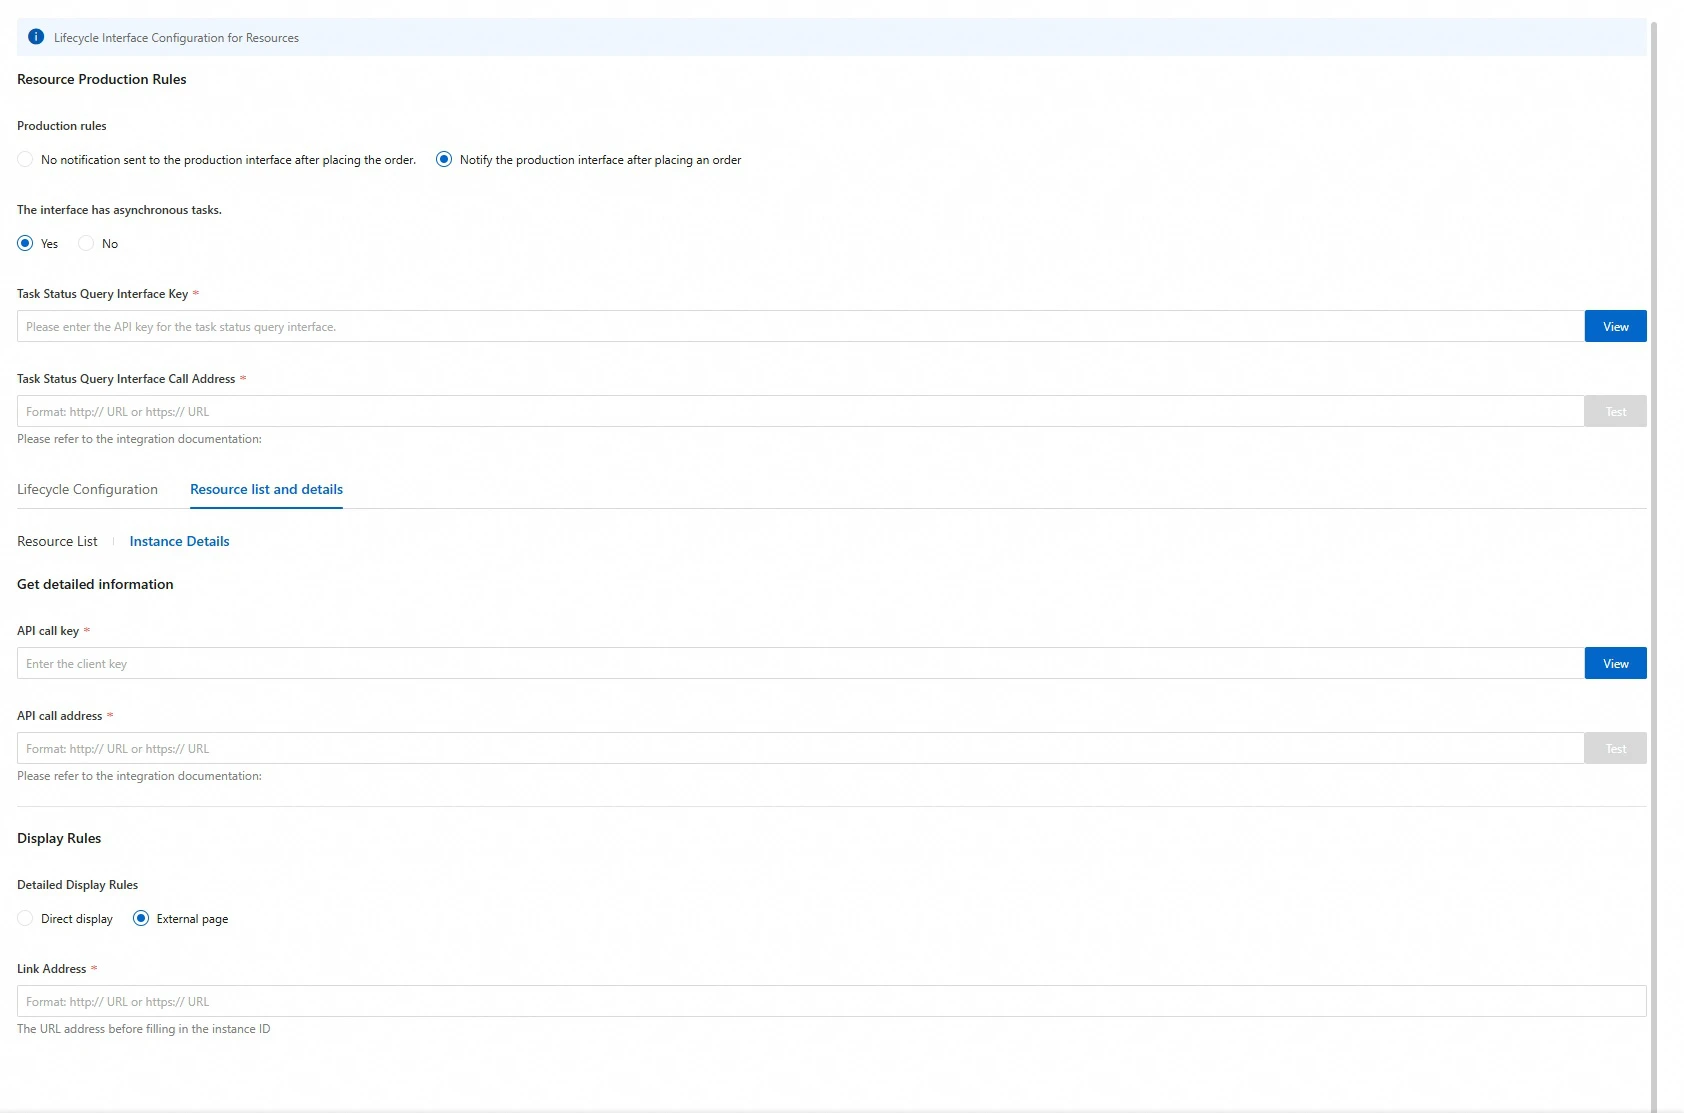 Lifecycle Interface Configuration for Resources
Resource Production Rules
Production rules
No notification sent to the production interface after placing the order. Notify the production interface after placing an order
The interface has asynchronous tasks.
Yes No
Task Status Query Interface Key *
Please enter the API key for the task status query interface. View
Task Status Query Interface Call Address *
Format: http:// URL or https:// URL Test
Please refer to the integration documentation:
Lifecycle Configuration Resource list and details
Resource List Instance Details
Get detailed information
API call key *
Enter the client key View
API call address *
Format: http:// URL or https:// URL Test
Please refer to the integration documentation:
Display Rules
Detailed Display Rules
Direct display External page
Link Address *
Format: http:// URL or https:// URL
The URL address before filling in the instance ID